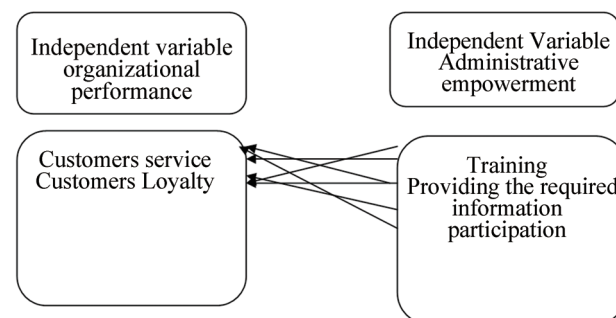 Independent variable
organizational
performance
Independent Variable
Administrative
empowerment
Customers service
Customers Loyalty
Training
Providing the required
information
participation